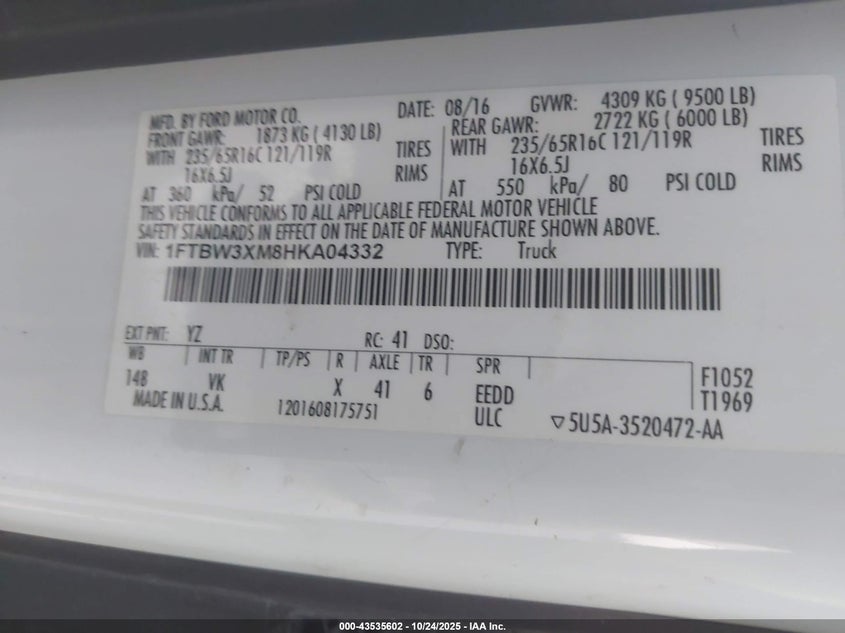 MFD. BY FORD MOTOR CO. DATE: 08/16 GVWR: 4309 KG ( 9500 LB)
FRONT GAWR: 1873 KG ( 4130 LB) REAR GAWR: 2722 KG ( 6000 LB)
WITH 235/65R16C 121/119R TIRES WITH 235/65R16C 121/119R TIRES
16X6.5J RIMS 16X6.5J RIMS
AT 360 kPa/ 52 PSI COLD AT 550 kPa/ 80 PSI COLD
THIS VEHICLE CONFORMS TO ALL APPLICABLE FEDERAL MOTOR VEHICLE
SAFETY STANDARDS IN EFFECT ON THE DATE OF MANUFACTURE SHOWN ABOVE.
VIN: 1FTBW3XM8HKA04332 TYPE: Truck
EXT PNT: YZ RC: 41 DSO:
WB INT TR TP/PS R AXLE TR SPR
148 VK X 41 6 EEDD F1052
MADE IN U.S.A. 1201608175751 ULC T1969
▽5U5A-3520472-AA
000-43535602 - 10/24/2025 - IAA Inc.